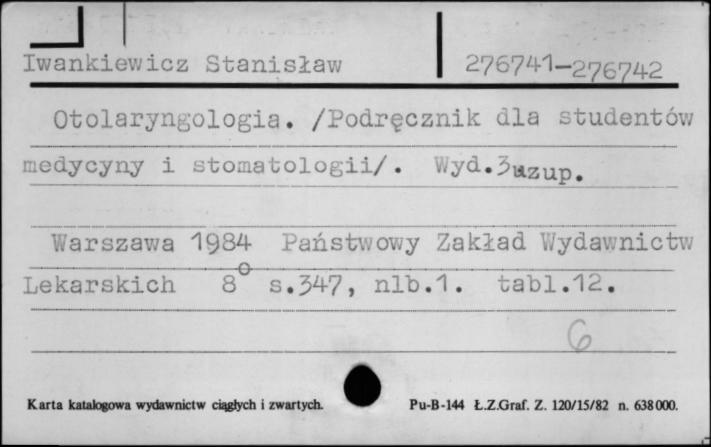 Iwankiewicz Stanisław 276741-276742
Otolaryngologia. /Podręcznik dla studentów
medycyny i stomatologii/. Wyd.3uzup.
Warszawa 1984 Państwowy Zakład Wydawnictw
Lekarskich 8° s.347, nlb.1. tabl.12.
6
Karta katalogowa wydawnictw ciągłych i zwartych. Pu-B-144 Ł.Z.Graf. Z. 120/15/82 n. 638000.